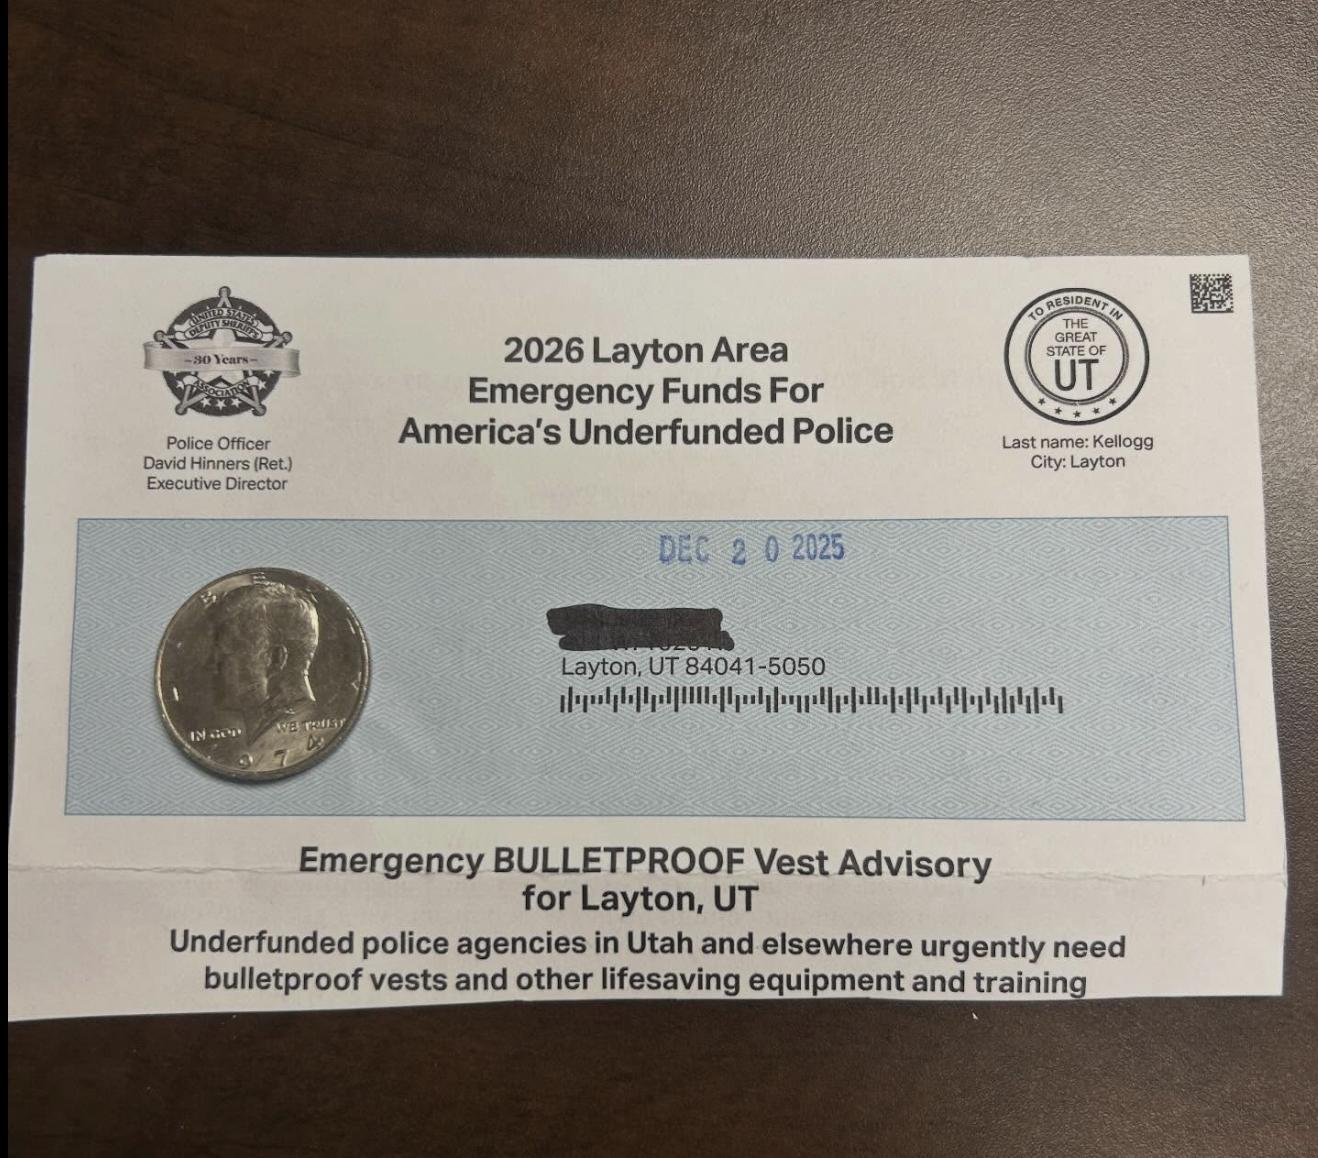 UNITED STATES
DEPUTY SHERIFF'S
~30 Years~
ASSOCIATION
Police Officer
David Hinners (Ret.)
Executive Director
2026 Layton Area
Emergency Funds For
America's Underfunded Police
TO RESIDENT IN
THE
GREAT
STATE OF
UT
Last name: Kellogg
City: Layton
DEC 20 2025
Layton, UT 84041-5050
IN GOD WE TRUST
Emergency BULLETPROOF Vest Advisory
for Layton, UT
Underfunded police agencies in Utah and elsewhere urgently need
bulletproof vests and other lifesaving equipment and training